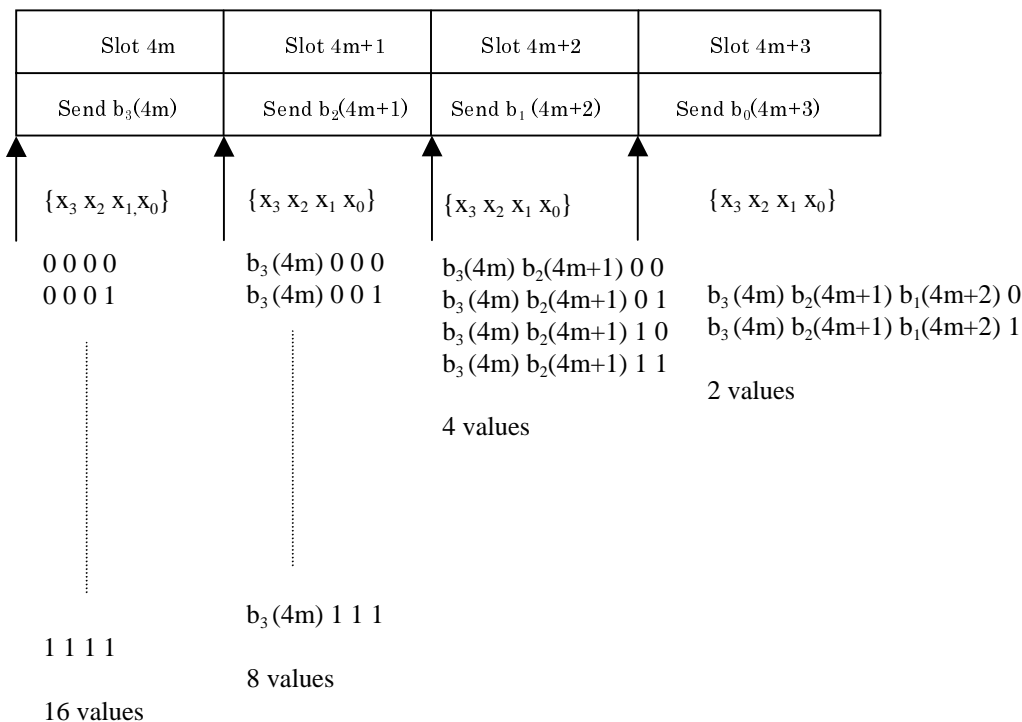 Slot 4m Slot 4m+1 Slot 4m+2 Slot 4m+3
Send b₃(4m) Send b₂(4m+1) Send b₁ (4m+2) Send b₀(4m+3)
{x₃ x₂ x₁,x₀}
0 0 0 0
0 0 0 1
1 1 1 1
16 values
{x₃ x₂ x₁ x₀}
b₃ (4m) 0 0 0
b₃ (4m) 0 0 1
b₃ (4m) 1 1 1
8 values
{x₃ x₂ x₁ x₀}
b₃(4m) b₂(4m+1) 0 0
b₃ (4m) b₂(4m+1) 0 1
b₃ (4m) b₂(4m+1) 1 0
b₃ (4m) b₂(4m+1) 1 1
4 values
{x₃ x₂ x₁ x₀}
b₃ (4m) b₂(4m+1) b₁(4m+2) 0
b₃ (4m) b₂(4m+1) b₁(4m+2) 1
2 values